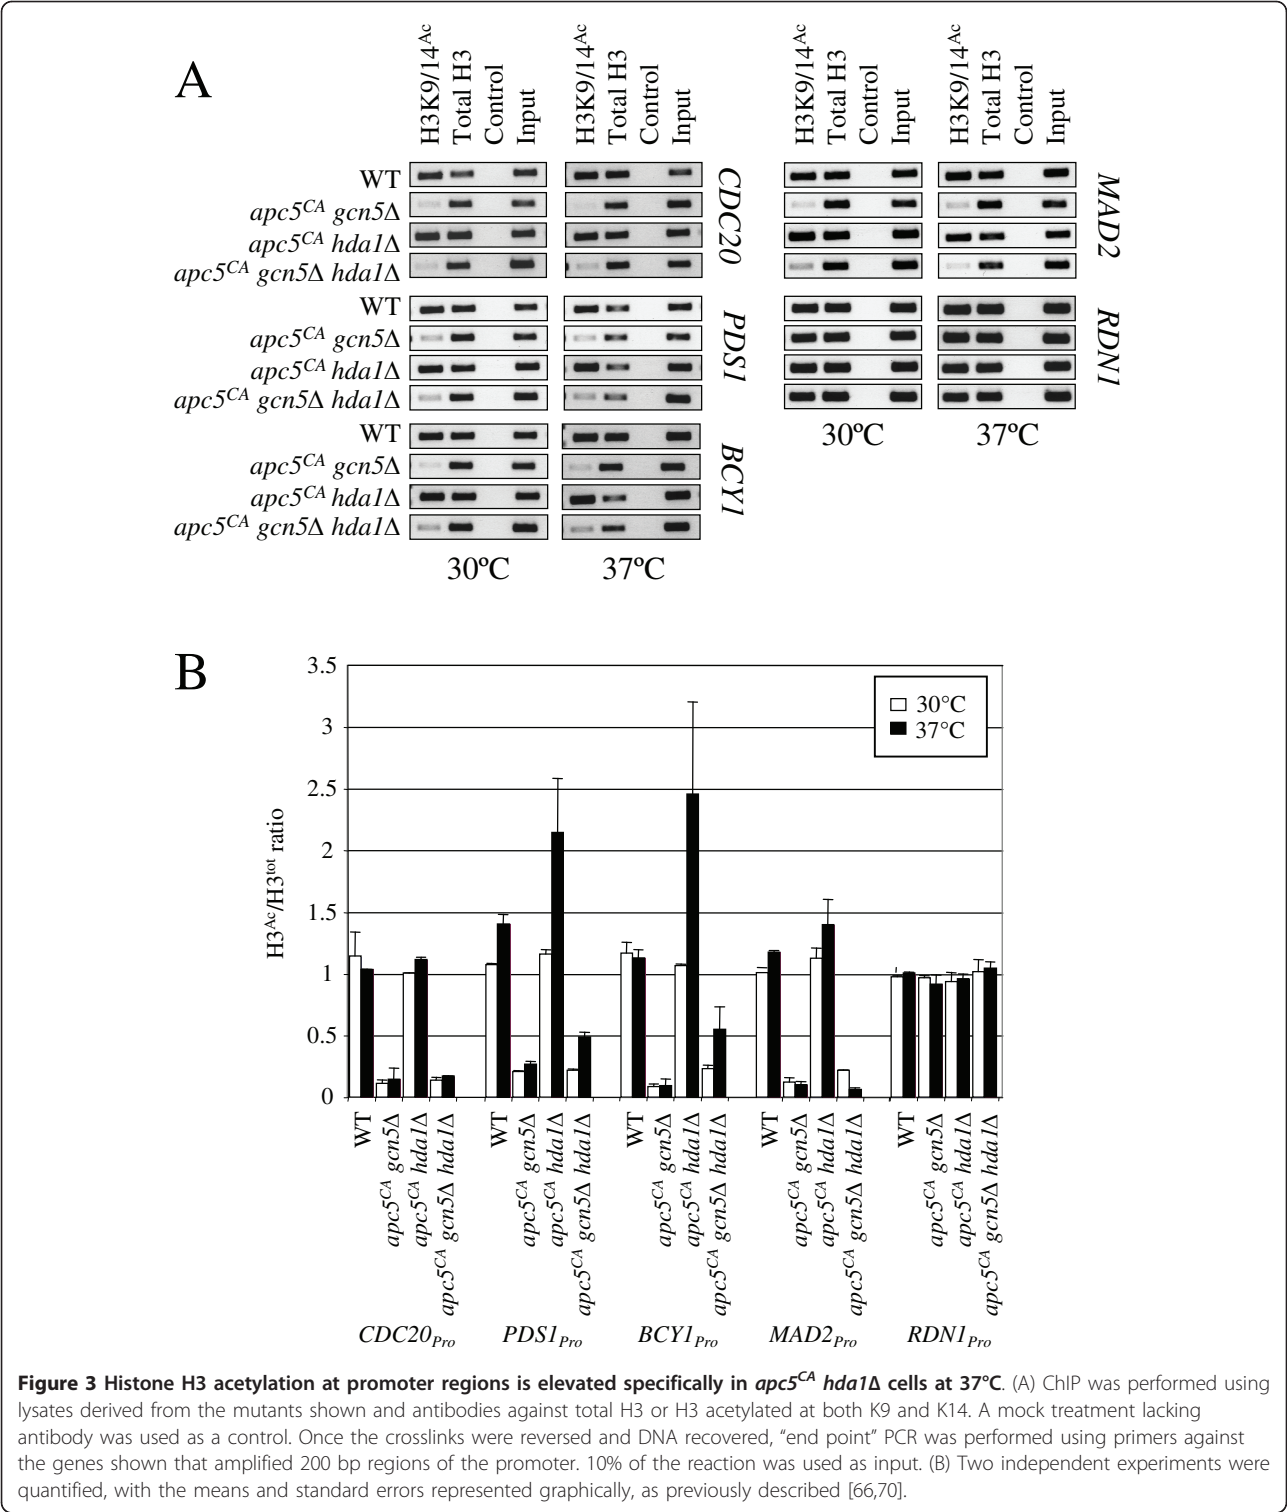 A
H3K9/14Ac Total H3 Control Input H3K9/14Ac Total H3 Control Input H3K9/14Ac Total H3 Control Input H3K9/14Ac Total H3 Control Input
WT
apc5CA gcn5Δ
apc5CA hda1Δ
apc5CA gcn5Δ hda1Δ
CDC20
MAD2
WT
apc5CA gcn5Δ
apc5CA hda1Δ
apc5CA gcn5Δ hda1Δ
PDS1
RDN1
30ºC 37ºC
WT
apc5CA gcn5Δ
apc5CA hda1Δ
apc5CA gcn5Δ hda1Δ
BCY1
30ºC 37ºC
B
3.5
3
2.5
2
1.5
1
0.5
0
H3Ac/H3tot ratio
30°C
37°C
WT
apc5CA gcn5Δ
apc5CA hda1Δ
apc5CA gcn5Δ hda1Δ
WT
apc5CA gcn5Δ
apc5CA hda1Δ
apc5CA gcn5Δ hda1Δ
WT
apc5CA gcn5Δ
apc5CA hda1Δ
apc5CA gcn5Δ hda1Δ
WT
apc5CA gcn5Δ
apc5CA hda1Δ
apc5CA gcn5Δ hda1Δ
WT
apc5CA gcn5Δ
apc5CA hda1Δ
apc5CA gcn5Δ hda1Δ
CDC20Pro PDS1Pro BCY1Pro MAD2Pro RDN1Pro
Figure 3 Histone H3 acetylation at promoter regions is elevated specifically in apc5CA hda1Δ cells at 37°C. (A) ChIP was performed using
lysates derived from the mutants shown and antibodies against total H3 or H3 acetylated at both K9 and K14. A mock treatment lacking
antibody was used as a control. Once the crosslinks were reversed and DNA recovered, “end point” PCR was performed using primers against
the genes shown that amplified 200 bp regions of the promoter. 10% of the reaction was used as input. (B) Two independent experiments were
quantified, with the means and standard errors represented graphically, as previously described [66,70].